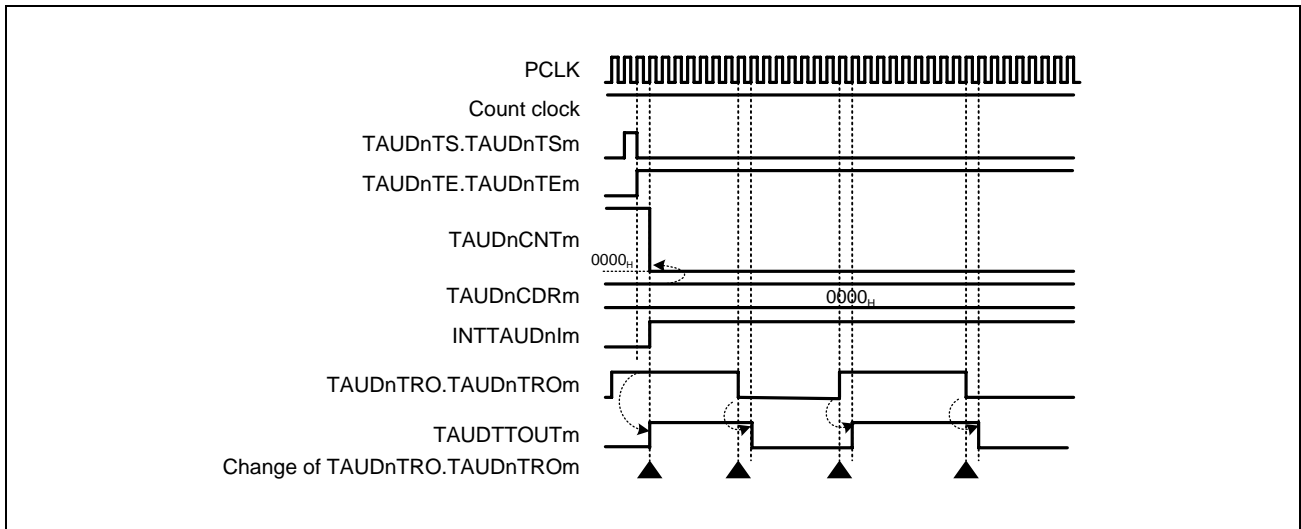 PCLK
Count clock
TAUDnTS.TAUDnTSm
TAUDnTE.TAUDnTEm
TAUDnCNTm
0000H
TAUDnCDRm
0000H
INTTAUDnIm
TAUDnTRO.TAUDnTROm
TAUDTTOUTm
Change of TAUDnTRO.TAUDnTROm